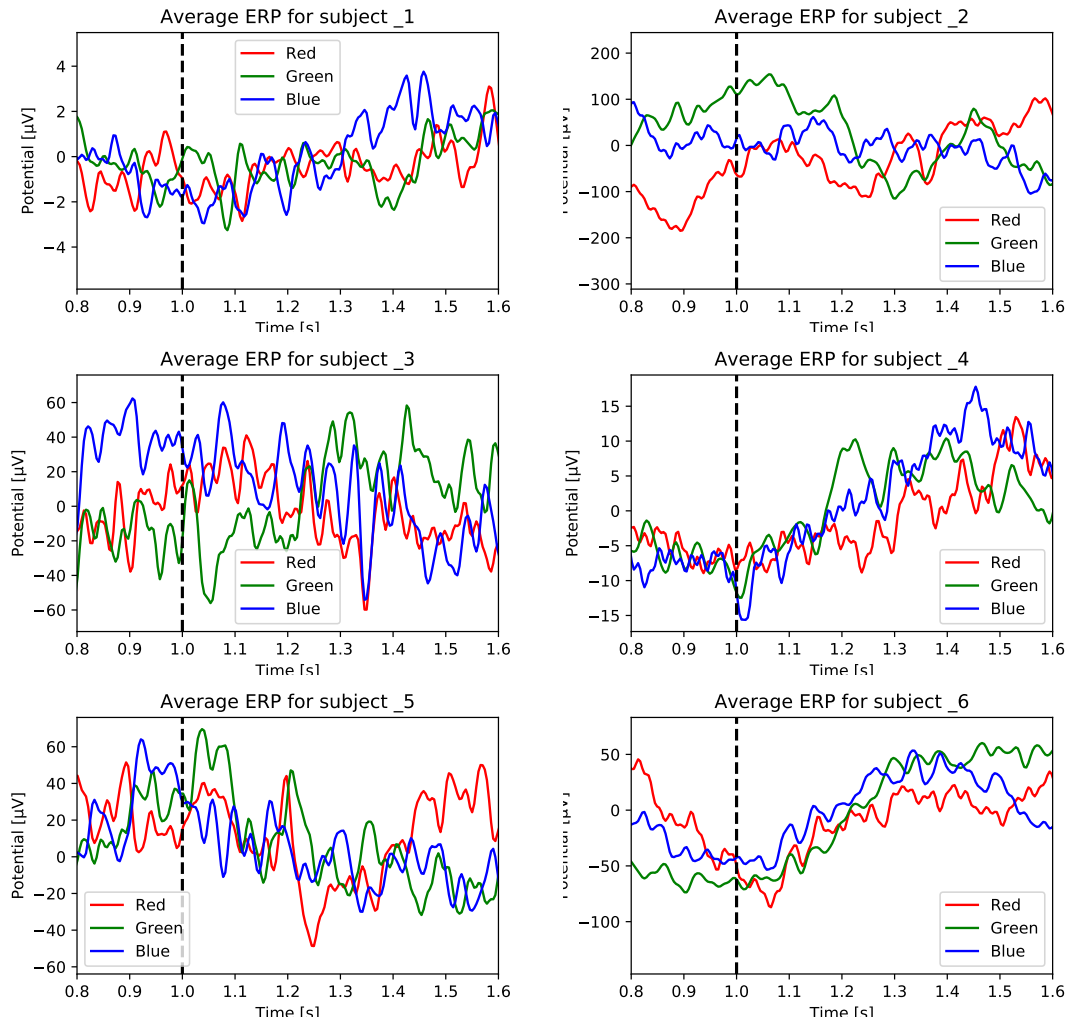 Average ERP for subject _1
Potential [µV]
4
2
0
−2
−4
Red
Green
Blue
0.8 0.9 1.0 1.1 1.2 1.3 1.4 1.5 1.6
Time [s]
Average ERP for subject _2
Potential [µV]
200
100
0
−100
−200
−300
Red
Green
Blue
0.8 0.9 1.0 1.1 1.2 1.3 1.4 1.5 1.6
Time [s]
Average ERP for subject _3
Potential [µV]
60
40
20
0
−20
−40
−60
Red
Green
Blue
0.8 0.9 1.0 1.1 1.2 1.3 1.4 1.5 1.6
Time [s]
Average ERP for subject _4
Potential [µV]
15
10
5
0
−5
−10
−15
Red
Green
Blue
0.8 0.9 1.0 1.1 1.2 1.3 1.4 1.5 1.6
Time [s]
Average ERP for subject _5
Potential [µV]
60
40
20
0
−20
−40
−60
Red
Green
Blue
0.8 0.9 1.0 1.1 1.2 1.3 1.4 1.5 1.6
Time [s]
Average ERP for subject _6
Potential [µV]
50
0
−50
−100
Red
Green
Blue
0.8 0.9 1.0 1.1 1.2 1.3 1.4 1.5 1.6
Time [s]